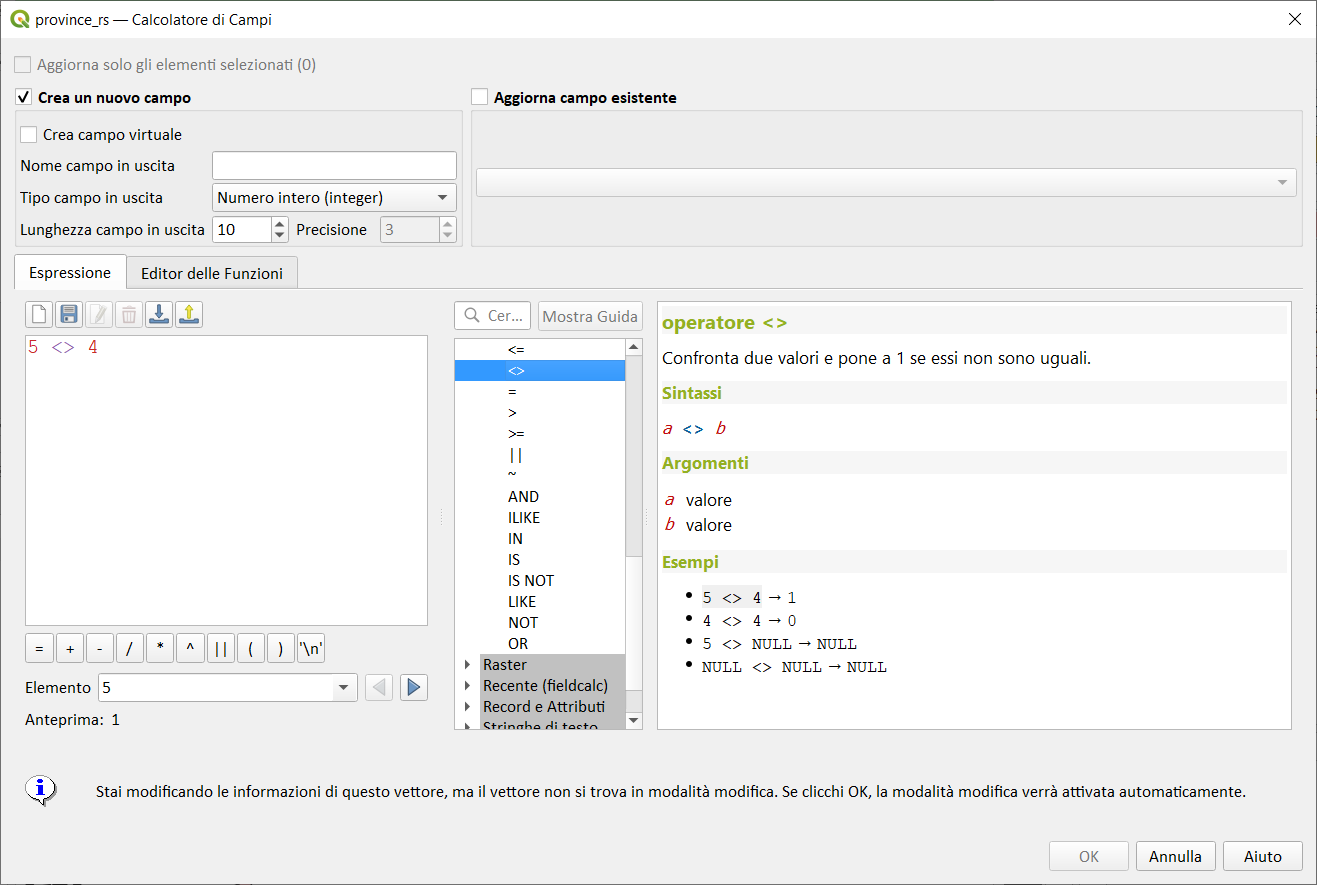 province_rs — Calcolatore di Campi
Aggiorna solo gli elementi selezionati (0)
Crea un nuovo campo
Aggiorna campo esistente
Crea campo virtuale
Nome campo in uscita
Tipo campo in uscita Numero intero (integer)
Lunghezza campo in uscita 10 Precisione 3
Espressione Editor delle Funzioni
5 <> 4
= + - / * ^ || ( ) '\n'
Elemento 5
Anteprima: 1
Cer... Mostra Guida
<=
<>
=
>
>=
||
~
AND
ILIKE
IN
IS
IS NOT
LIKE
NOT
OR
Raster
Recente (fieldcalc)
Record e Attributi
Stringhe di testo
operatore <>
Confronta due valori e pone a 1 se essi non sono uguali.
Sintassi
a <> b
Argomenti
a valore
b valore
Esempi
• 5 <> 4 → 1
• 4 <> 4 → 0
• 5 <> NULL → NULL
• NULL <> NULL → NULL
Stai modificando le informazioni di questo vettore, ma il vettore non si trova in modalità modifica. Se clicchi OK, la modalità modifica verrà attivata automaticamente.
OK Annulla Aiuto